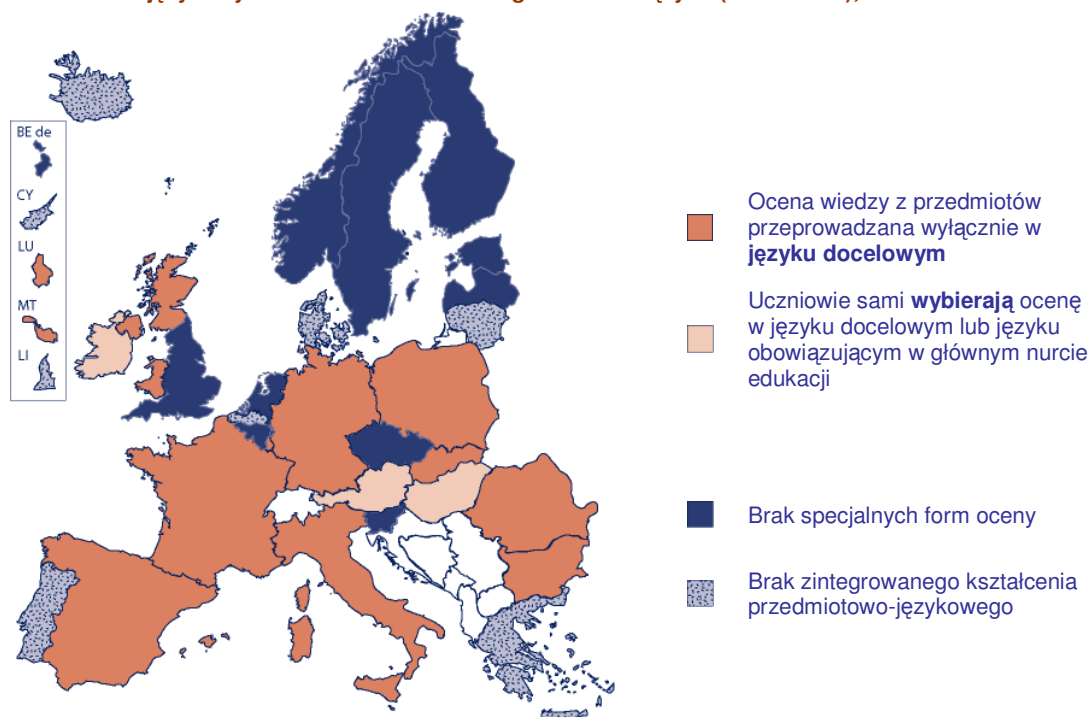 BE de
CY
LU
MT
LI
Ocena wiedzy z przedmiotów
przeprowadzana wyłącznie w
języku docelowym
Uczniowie sami wybierają ocenę
w języku docelowym lub języku
obowiązującym w głównym nurcie
edukacji
Brak specjalnych form oceny
Brak zintegrowanego kształcenia
przedmiotowo-językowego